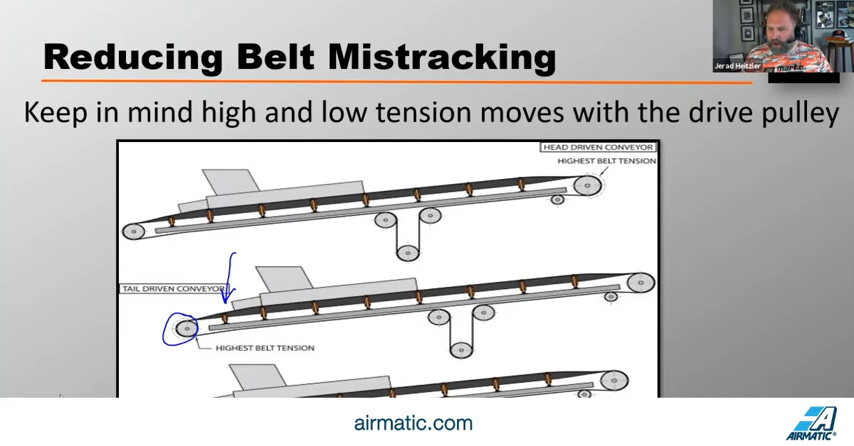 Reducing Belt Mistracking
Jerad Heitzler
Keep in mind high and low tension moves with the drive pulley
HEAD DRIVEN CONVEYOR
HIGHEST BELT TENSION
TAIL DRIVEN CONVEYOR
HIGHEST BELT TENSION
airmatic.com
AIRMATIC®